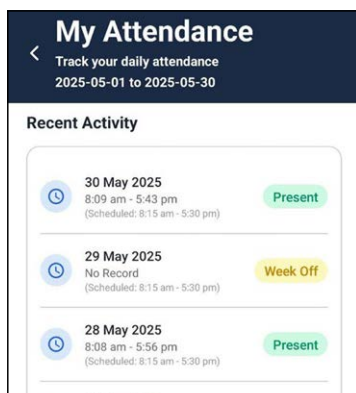 My Attendance
Track your daily attendance
2025-05-01 to 2025-05-30
Recent Activity
30 May 2025
8:09 am - 5:43 pm
Present
(Scheduled: 8:15 am - 5:30 pm)
29 May 2025
No Record
Week Off
(Scheduled: 8:15 am - 5:30 pm)
28 May 2025
8:08 am - 5:56 pm
Present
(Scheduled: 8:15 am - 5:30 pm)